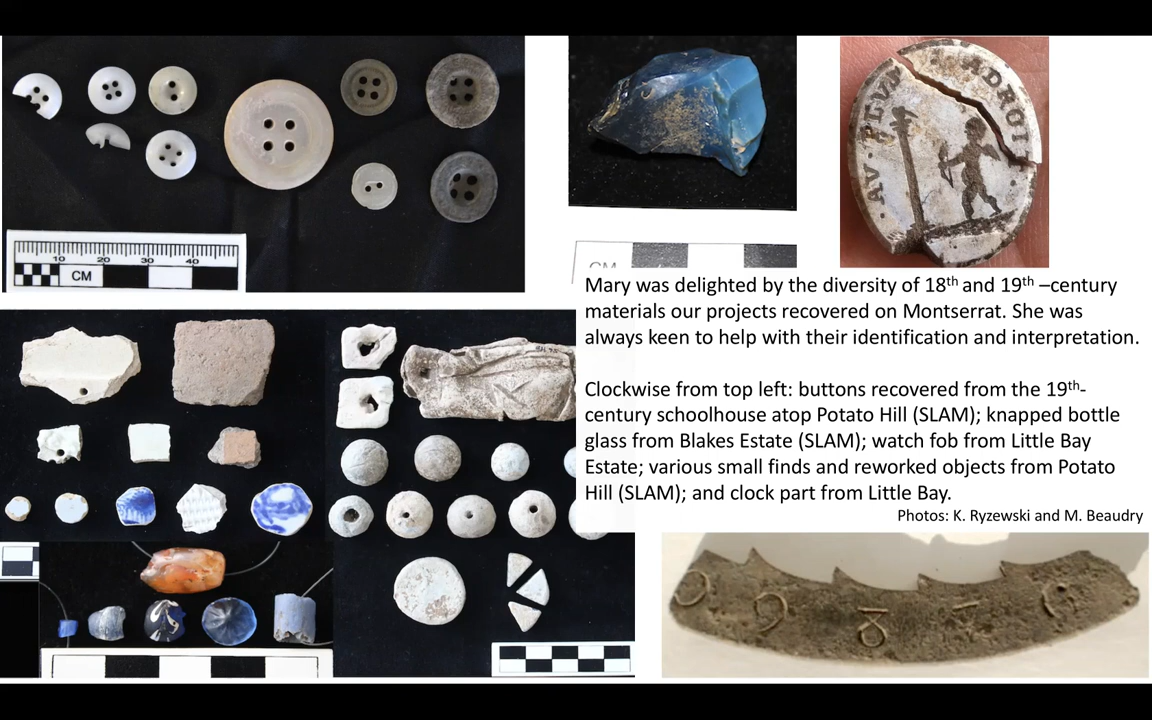 10 20 30 40
CM
AV · PLVS ADROIT
CM
Mary was delighted by the diversity of 18th and 19th –century
materials our projects recovered on Montserrat. She was
always keen to help with their identification and interpretation.
Clockwise from top left: buttons recovered from the 19th-
century schoolhouse atop Potato Hill (SLAM); knapped bottle
glass from Blakes Estate (SLAM); watch fob from Little Bay
Estate; various small finds and reworked objects from Potato
Hill (SLAM); and clock part from Little Bay.
Photos: K. Ryzewski and M. Beaudry